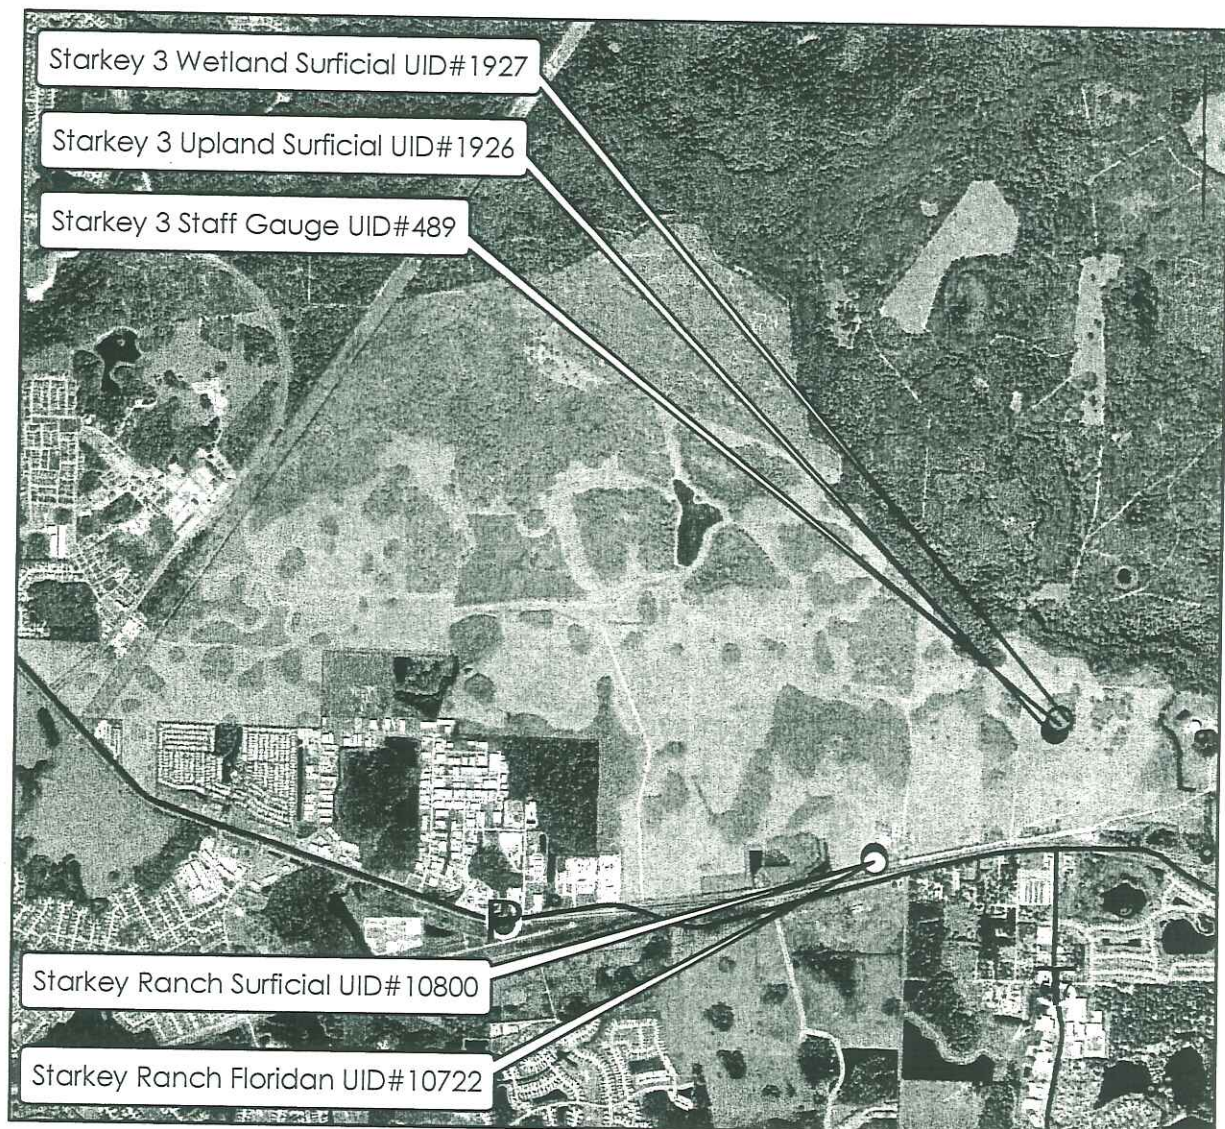 Starkey 3 Wetland Surficial UID#1927
Starkey 3 Upland Surficial UID#1926
Starkey 3 Staff Gauge UID#489
Starkey Ranch Surficial UID#10800
Starkey Ranch Floridan UID#10722